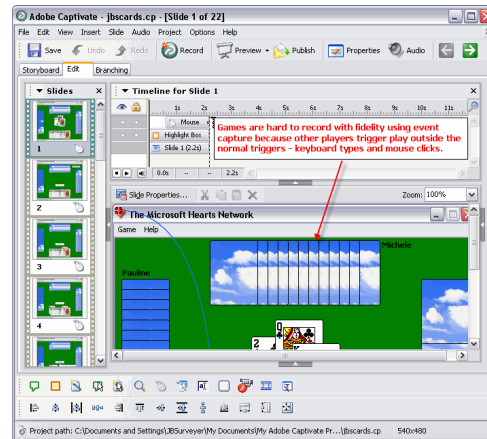 Adobe Captivate - jbscards.cp - [Slide 1 of 22]
File Edit View Insert Slide Audio Project Options Help
Save Undo Redo Record Preview Publish Properties Audio
Storyboard Edit Branching
Slides Timeline for Slide 1
1s 2s 3s 4s 5s 6s 7s 8s 9s 10s 11s
Mouse
Highlight Box
Slide 1 (2.2s)
Games are hard to record with fidelity using event
capture because other players trigger play outside the
normal triggers - keyboard types and mouse clicks.
0.0s -- -- 2.2s
Slide Properties... Zoom: 100%
The Microsoft Hearts Network
Game Help
Michele
Pauline
Q
2
1
2
3
4
Project path: C:\Documents and Settings\JBSurveyer\My Documents\My Adobe Captivate Pr...\jbscards.cp 540x480